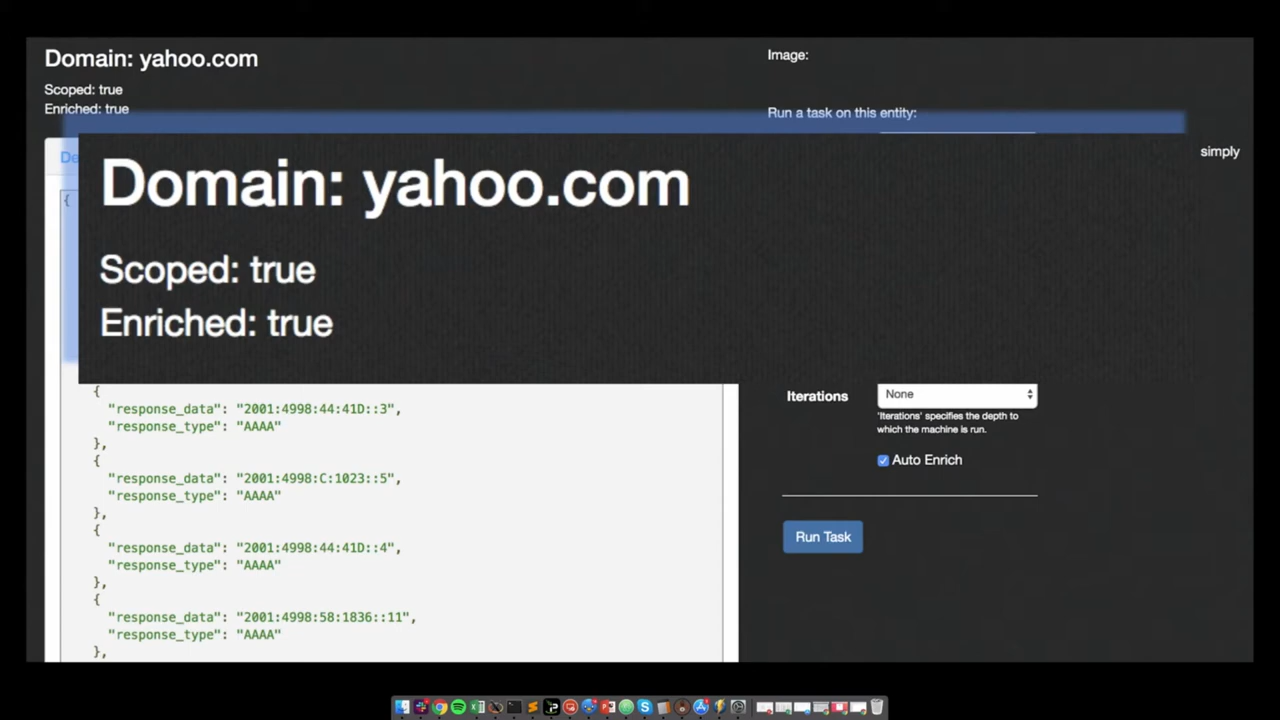 Domain: yahoo.com
Scoped: true
Enriched: true
Image:
Run a task on this entity:
simply
De
{
Domain: yahoo.com
Scoped: true
Enriched: true
{
"response_data": "2001:4998:44:41D::3",
"response_type": "AAAA"
},
{
"response_data": "2001:4998:C:1023::5",
"response_type": "AAAA"
},
{
"response_data": "2001:4998:44:41D::4",
"response_type": "AAAA"
},
{
"response_data": "2001:4998:58:1836::11",
"response_type": "AAAA"
},
Iterations
None
'Iterations' specifies the depth to
which the machine is run.
Auto Enrich
Run Task